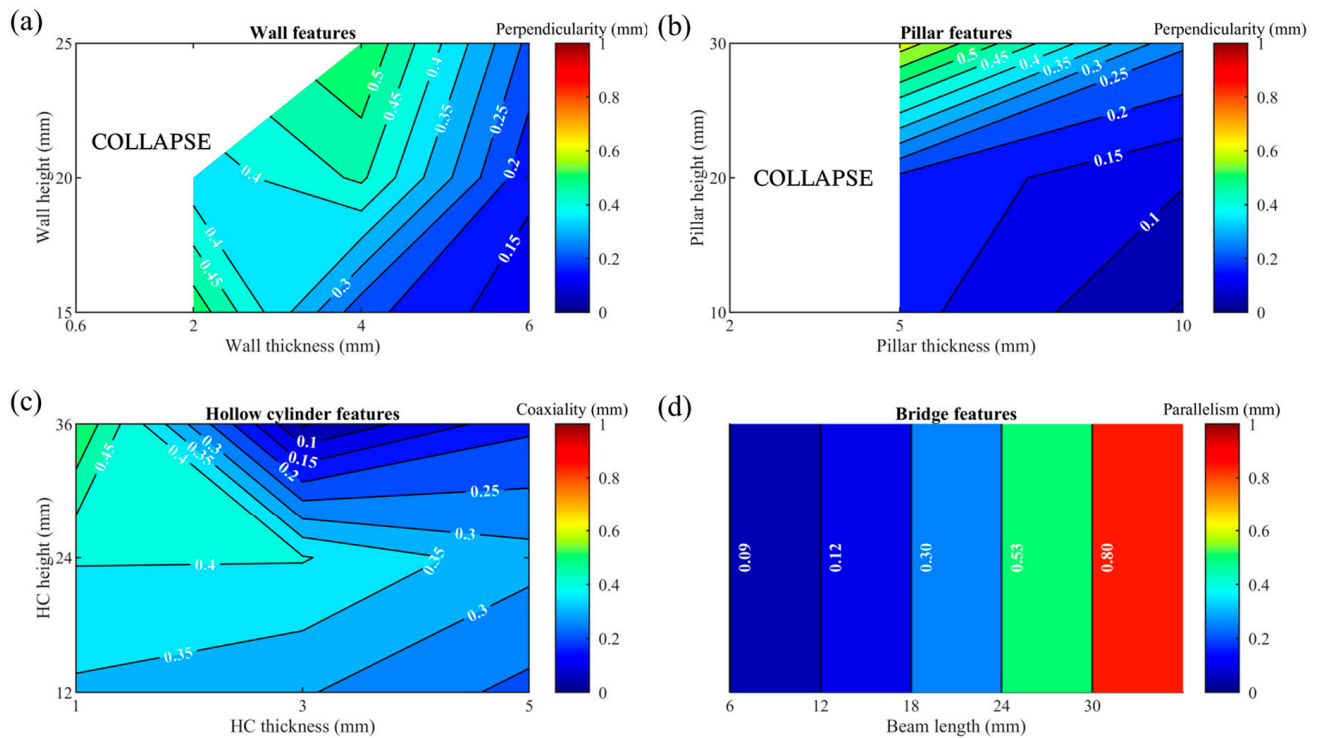 (a)
Wall features
Perpendicularity (mm)
25
20
15
Wall height (mm)
COLLAPSE
0.5
0.4
0.45
0.35
0.25
0.2
0.4
0.4
0.45
0.3
0.15
0.6 2 4 6
Wall thickness (mm)
1
0.8
0.6
0.4
0.2
0
(b)
Pillar features
Perpendicularity (mm)
30
20
10
Pillar height (mm)
COLLAPSE
0.5
0.45
0.4
0.35
0.3
0.25
0.2
0.15
0.1
2 5 10
Pillar thickness (mm)
1
0.8
0.6
0.4
0.2
0
(c)
Hollow cylinder features
Coaxiality (mm)
36
24
12
HC height (mm)
0.45
0.4
0.35
0.3
0.1
0.15
0.2
0.25
0.3
0.35
0.4
0.3
0.35
1 3 5
HC thickness (mm)
1
0.8
0.6
0.4
0.2
0
(d)
Bridge features
Parallelism (mm)
0.09
0.12
0.30
0.53
0.80
6 12 18 24 30
Beam length (mm)
1
0.8
0.6
0.4
0.2
0